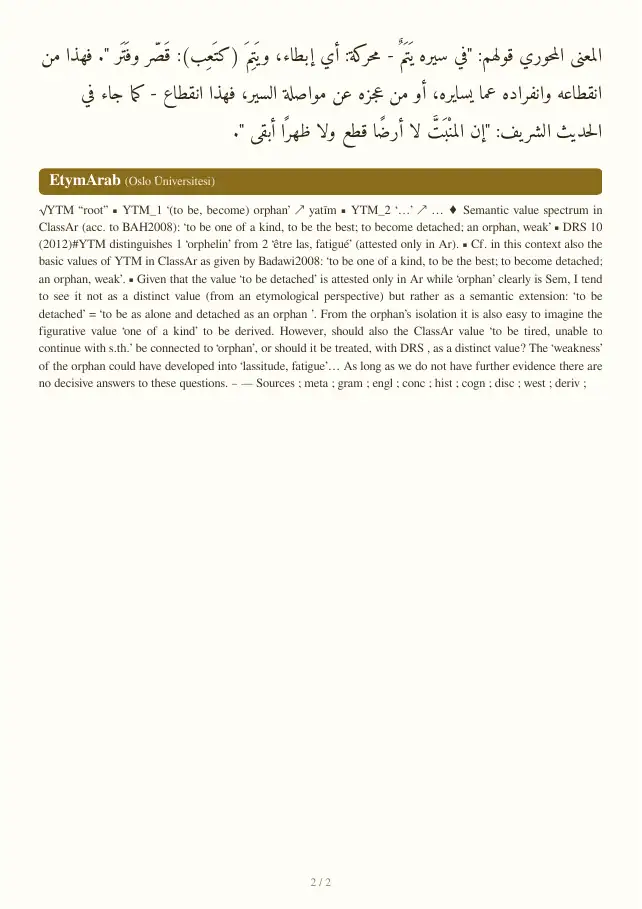 المعنى المحوري قولهم: "في سيره يَتَمٌ - محركة: أي إبطاء، ويَتِمَ (كتَعِب): قَصّر وفَتَر ". فهذا من
انقطاعه وانفراده عما يسايره، أو من عجزه عن مواصلة السير، فهذا انقطاع - كما جاء في
الحديث الشريف: "إن المنْبَتَّ لا أرضًا قطع ولا ظهرًا أبقى ".
EtymArab (Oslo Üniversitesi)
√YTM “root” ▪ YTM_1 ‘(to be, become) orphan’ ↗ yatīm ▪ YTM_2 ‘…’ ↗ … ♦ Semantic value spectrum in
ClassAr (acc. to BAH2008): ‘to be one of a kind, to be the best; to become detached; an orphan, weak’ ▪ DRS 10
(2012)#YTM distinguishes 1 ‘orphelin’ from 2 ‘être las, fatigué’ (attested only in Ar). ▪ Cf. in this context also the
basic values of YTM in ClassAr as given by Badawi2008: ‘to be one of a kind, to be the best; to become detached;
an orphan, weak’. ▪ Given that the value ‘to be detached’ is attested only in Ar while ‘orphan’ clearly is Sem, I tend
to see it not as a distinct value (from an etymological perspective) but rather as a semantic extension: ‘to be
detached’ = ‘to be as alone and detached as an orphan ’. From the orphan’s isolation it is also easy to imagine the
figurative value ‘one of a kind’ to be derived. However, should also the ClassAr value ‘to be tired, unable to
continue with s.th.’ be connected to ‘orphan’, or should it be treated, with DRS , as a distinct value? The ‘weakness’
of the orphan could have developed into ‘lassitude, fatigue’… As long as we do not have further evidence there are
no decisive answers to these questions. – — Sources ; meta ; gram ; engl ; conc ; hist ; cogn ; disc ; west ; deriv ;
2 / 2